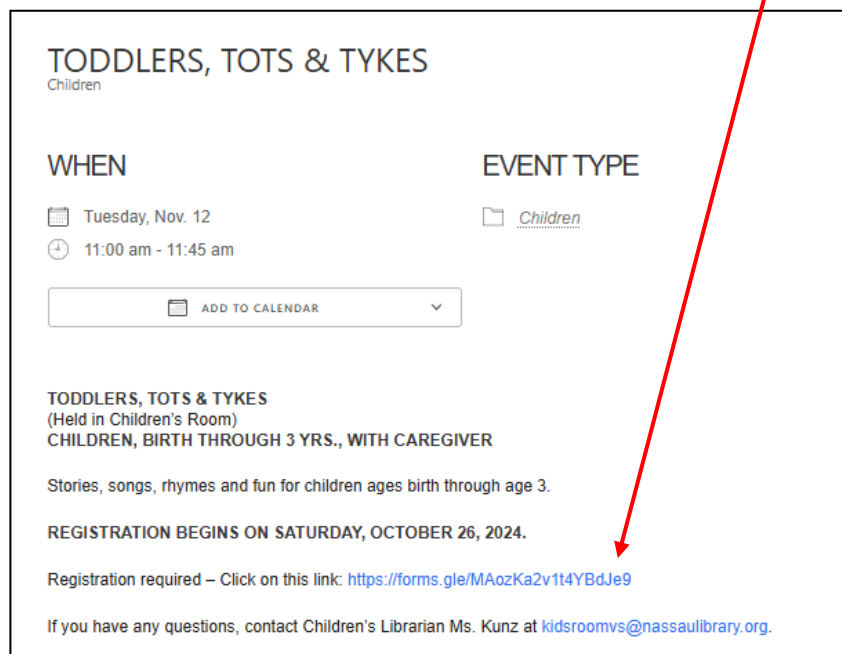 TODDLERS, TOTS & TYKES
Children
WHEN
Tuesday, Nov. 12
11:00 am - 11:45 am
EVENT TYPE
Children
ADD TO CALENDAR
TODDLERS, TOTS & TYKES
(Held in Children's Room)
CHILDREN, BIRTH THROUGH 3 YRS., WITH CAREGIVER
Stories, songs, rhymes and fun for children ages birth through age 3.
REGISTRATION BEGINS ON SATURDAY, OCTOBER 26, 2024.
Registration required – Click on this link: https://forms.gle/MAozKa2v1t4YBdJe9
If you have any questions, contact Children's Librarian Ms. Kunz at kidsroomvs@nassaulibrary.org.